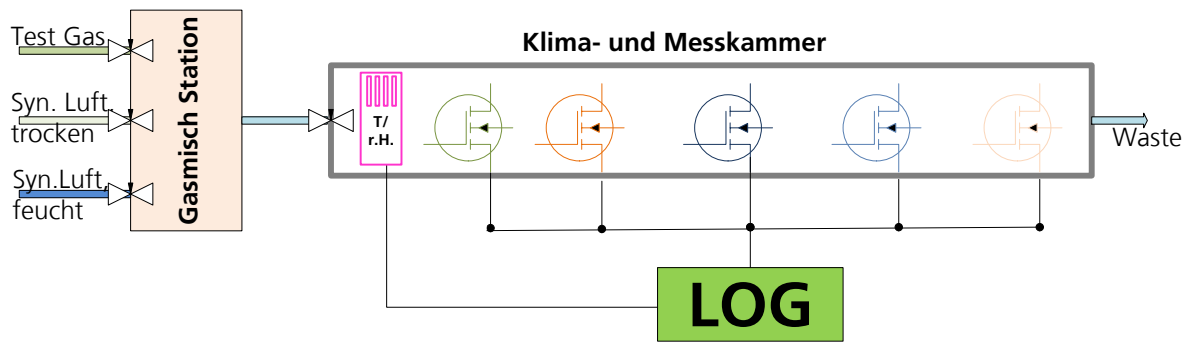 Test Gas
Syn. Luft,
trocken
Syn.Luft,
feucht
Gasmisch Station
Klima- und Messkammer
T/
r.H.
Waste
LOG